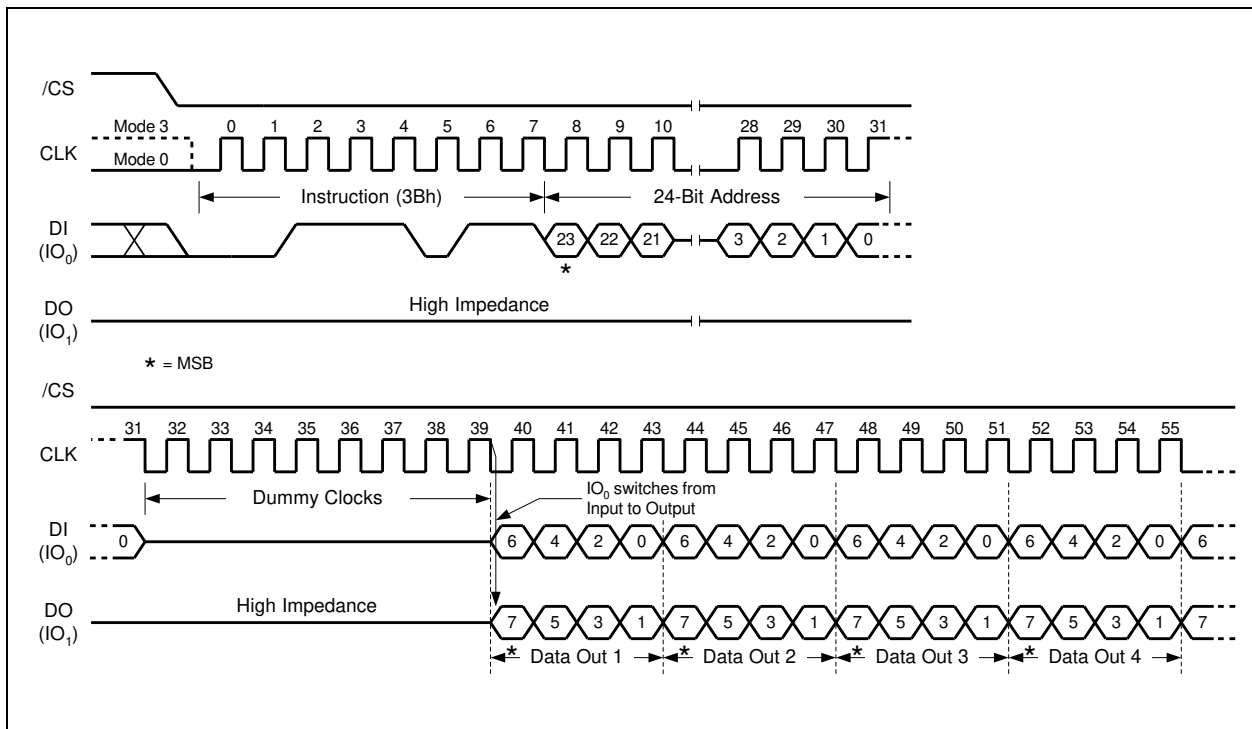 /CS
Mode 3 0 1 2 3 4 5 6 7 8 9 10 28 29 30 31
CLK
Mode 0
Instruction (3Bh) 24-Bit Address
DI
(IO0) 23 22 21 3 2 1 0
*
High Impedance
DO
(IO1)
* = MSB
/CS
31 32 33 34 35 36 37 38 39 40 41 42 43 44 45 46 47 48 49 50 51 52 53 54 55
CLK
Dummy Clocks
IO0 switches from
Input to Output
DI
(IO0) 0 6 4 2 0 6 4 2 0 6 4 2 0 6 4 2 0 6
High Impedance
DO
(IO1) 7 5 3 1 7 5 3 1 7 5 3 1 7 5 3 1 7
* Data Out 1 * Data Out 2 * Data Out 3 * Data Out 4